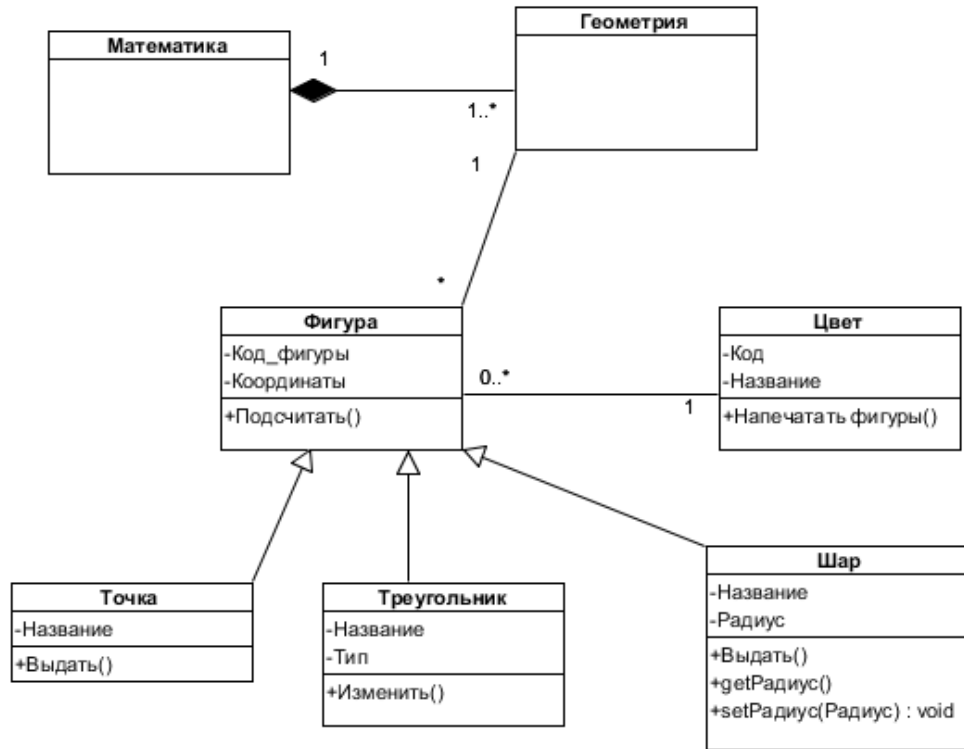 Математика
Геометрия
1
1..*
1
*
Фигура
-Код_фигуры
-Координаты
+Подсчитать()
0..*
1
Цвет
-Код
-Название
+Напечатать фигуры()
Точка
-Название
+Выдать()
Треугольник
-Название
-Тип
+Изменить()
Шар
-Название
-Радиус
+Выдать()
+getРадиус()
+setРадиус(Радиус) : void